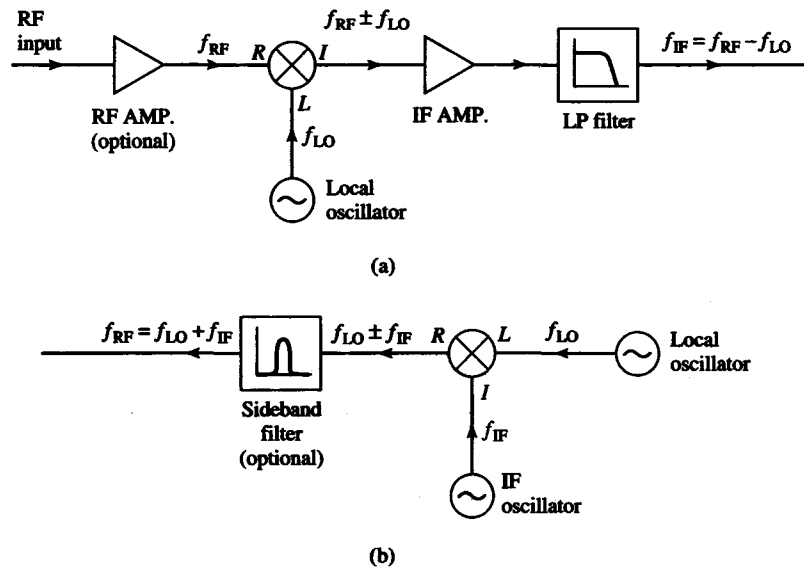 RF input
f_RF
R
I
f_RF ± f_LO
f_IF = f_RF − f_LO
L
RF AMP.
(optional)
f_LO
IF AMP.
LP filter
Local
oscillator
(a)
f_RF = f_LO + f_IF
f_LO ± f_IF
R
L
f_LO
Local
oscillator
I
Sideband
filter
(optional)
f_IF
IF
oscillator
(b)